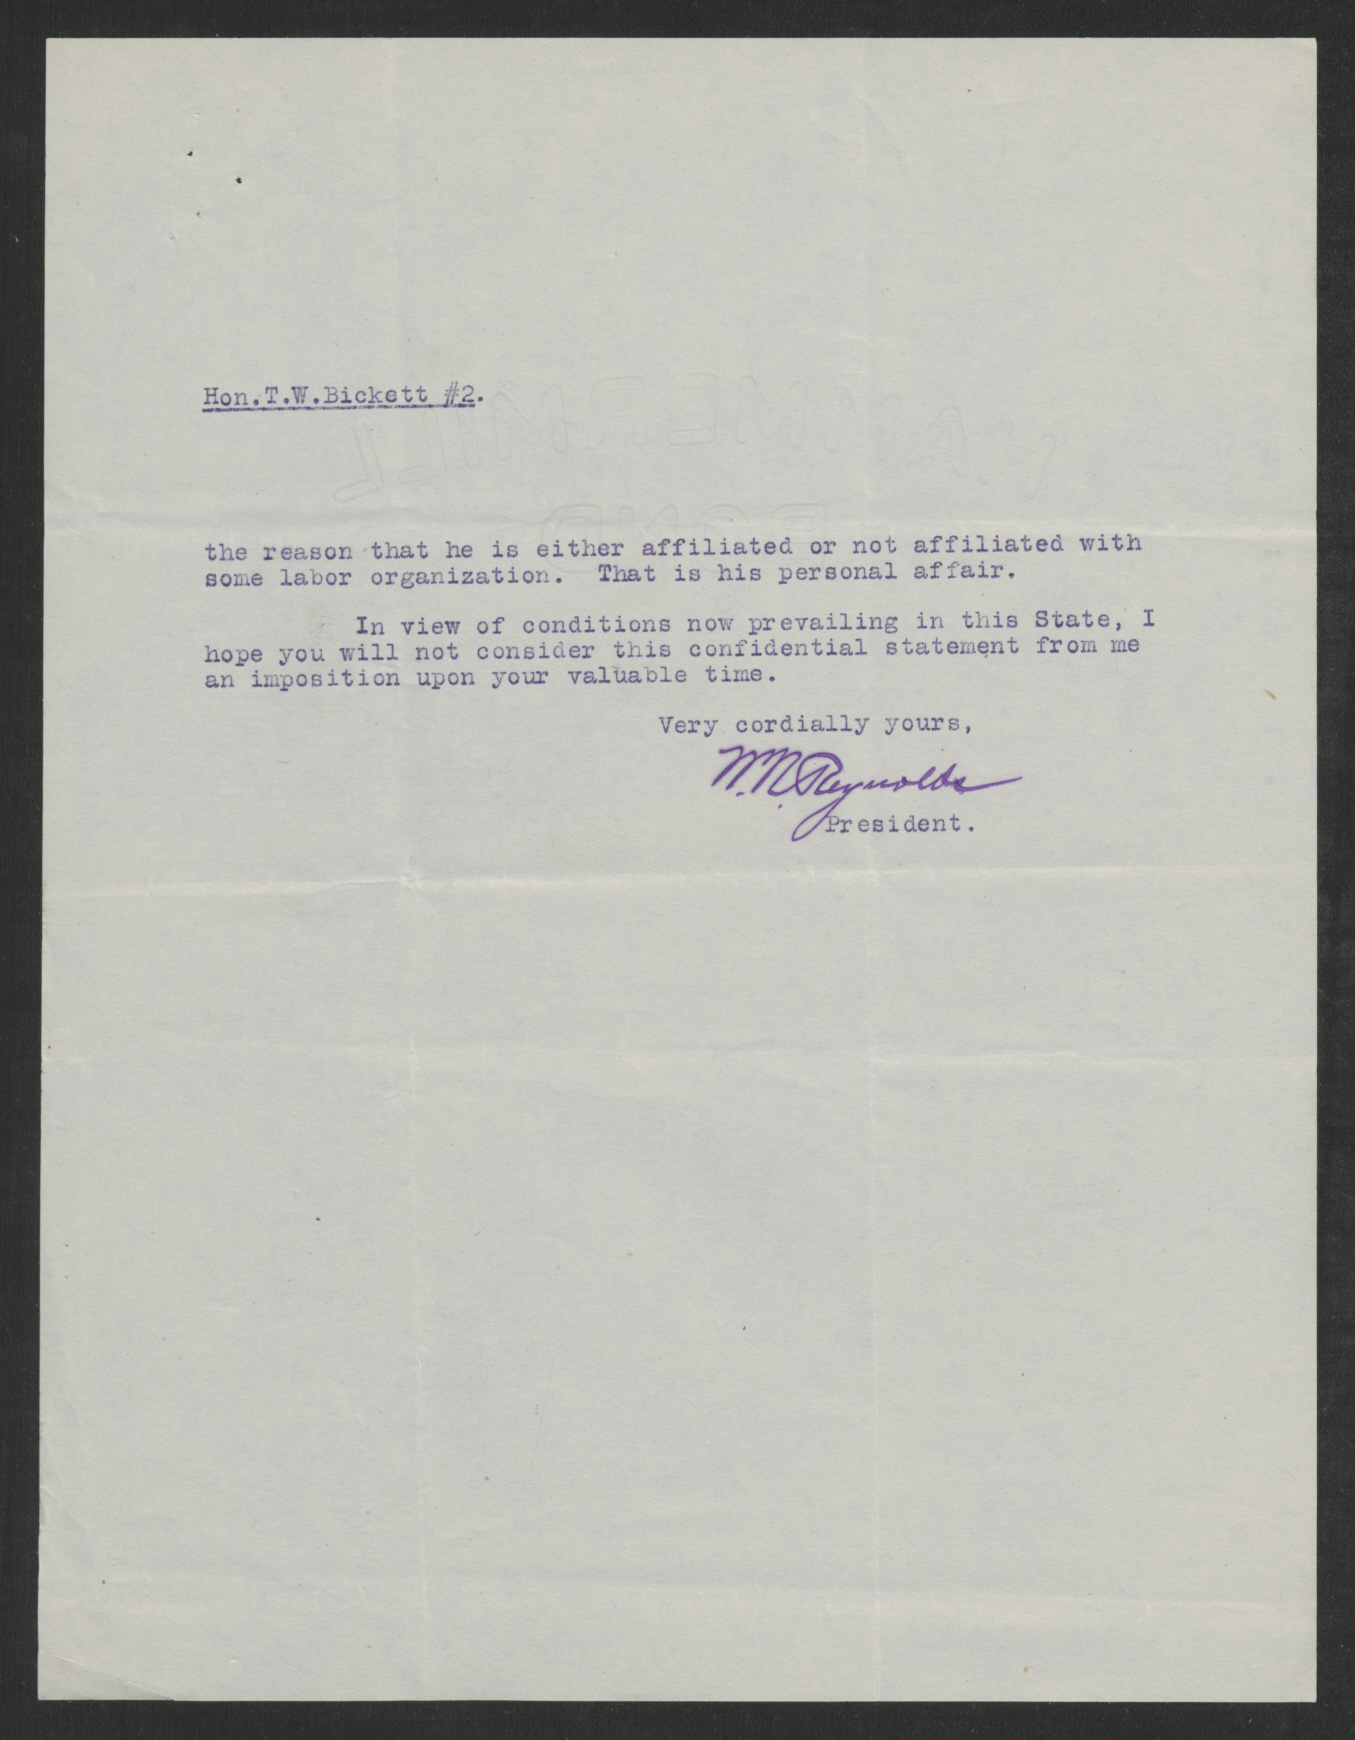 Hon.T.W.Bickett #2.
HAMMERMILL
BOND
the reason that he is either affiliated or not affiliated with
some labor organization.  That is his personal affair.
In view of conditions now prevailing in this State, I
hope you will not consider this confidential statement from me
an imposition upon your valuable time.
Very cordially yours,
W.N. Reynolds
President.